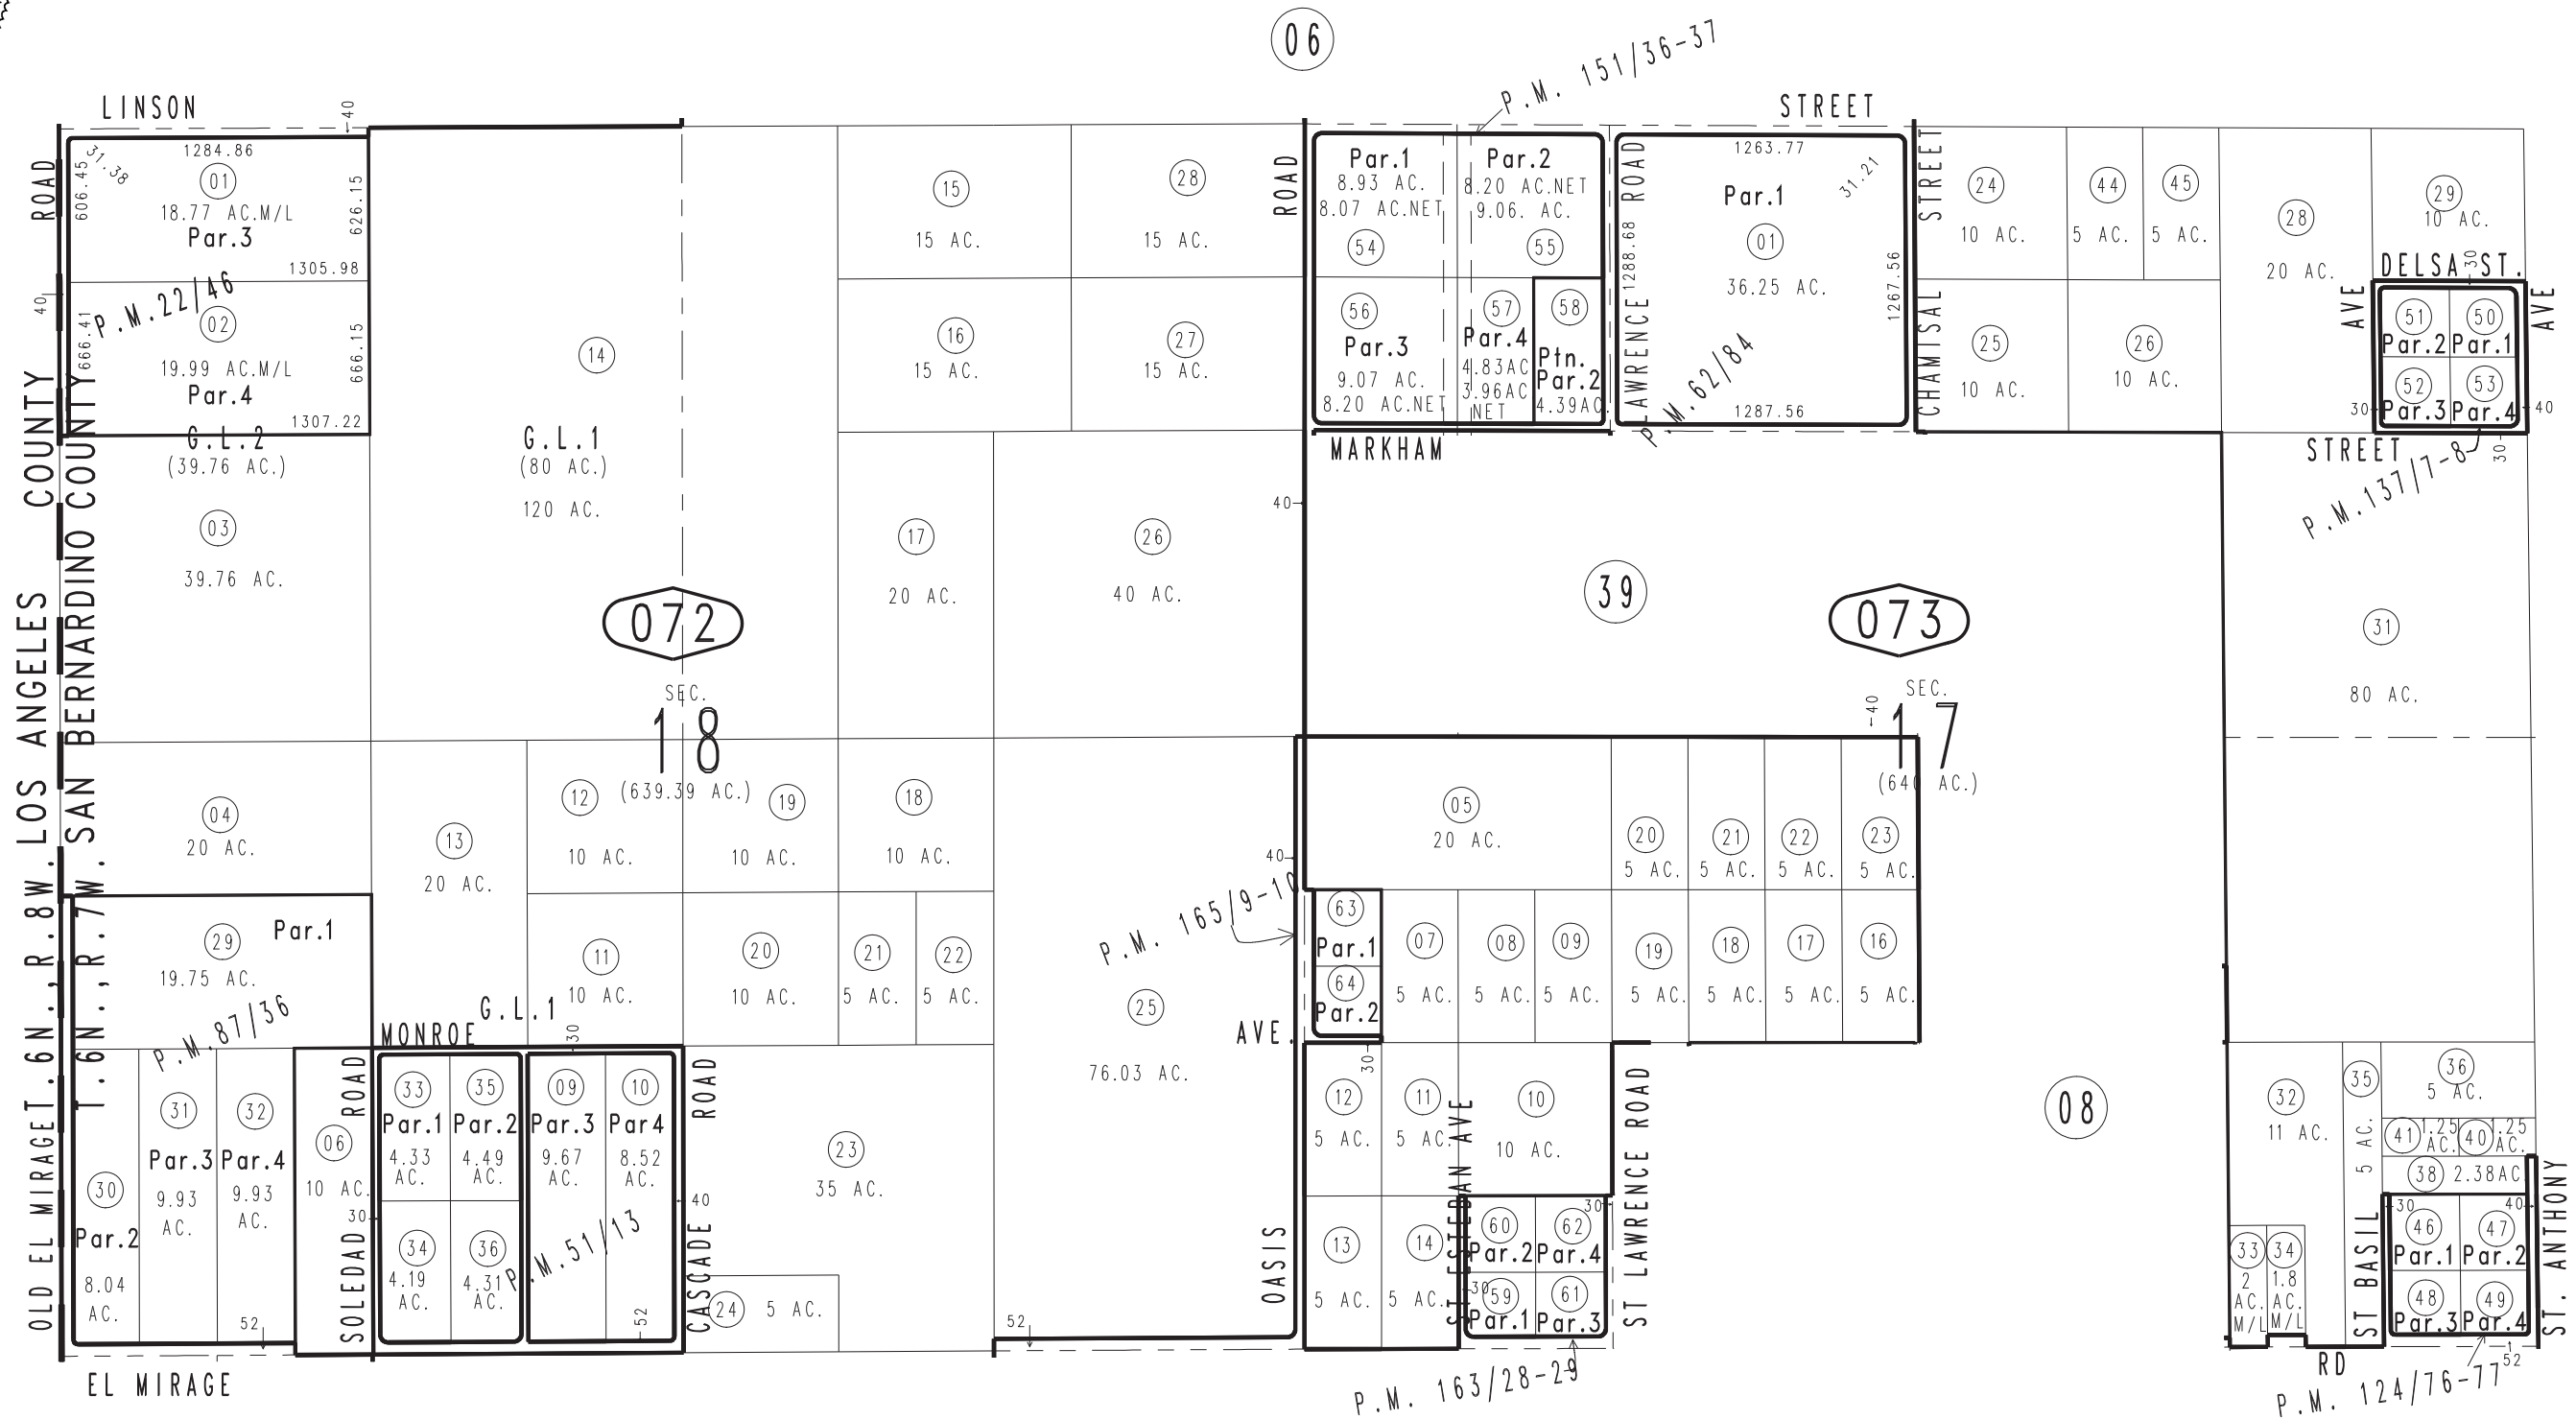 06
P.M. 151/36-37
LINSON
STREET
40
ROAD
606.45
31.38
1284.86
01
18.77 AC.M/L
Par.3
626.15
1305.98
P.M.22/46
40
666.41
02
19.99 AC.M/L
Par.4
666.15
1307.22
G.L.2
(39.76 AC.)
03
39.76 AC.
14
G.L.1
(80 AC.)
120 AC.
15
15 AC.
28
15 AC.
16
15 AC.
27
15 AC.
17
20 AC.
26
40 AC.
072
SEC.
18
(639.39 AC.)
LOS ANGELES COUNTY
SAN BERNARDINO COUNTY
T.6N.,R.8W.
T.6N.,R.7W.
OLD EL MIRAGE
04
20 AC.
13
20 AC.
12
10 AC.
19
10 AC.
18
10 AC.
29
Par.1
19.75 AC.
P.M.87/36
11
10 AC.
20
10 AC.
21
5 AC.
22
5 AC.
G.L.1
MONROE
30
25
76.03 AC.
AVE.
30
Par.2
8.04
AC.
31
Par.3
9.93
AC.
32
Par.4
9.93
AC.
52
06
10 AC.
30
SOLEDAD ROAD
33
Par.1
4.33
AC.
35
Par.2
4.49
AC.
34
4.19
AC.
36
4.31
AC.
09
Par.3
9.67
AC.
10
Par4
8.52
AC.
P.M.51/13
52
40
CASCADE ROAD
23
35 AC.
24
5 AC.
52
OASIS
EL MIRAGE
ROAD
Par.1
8.93 AC.
8.07 AC.NET
54
Par.2
8.20 AC.NET
9.06. AC.
55
56
Par.3
9.07 AC.
8.20 AC.NET
57
Par.4
4.83AC
3.96AC
NET
58
Ptn.
Par.2
4.39AC.
MARKHAM
LAWRENCE ROAD
1288.68
1263.77
31.21
Par.1
01
36.25 AC.
1267.56
P.M.62/84
1287.56
CHAMISAL STREET
24
10 AC.
44
5 AC.
45
5 AC.
28
20 AC.
29
10 AC.
25
10 AC.
26
10 AC.
DELSA ST.
30
AVE
AVE
51
Par.2
50
Par.1
52
Par.3
53
Par.4
30
40
STREET
30
P.M.137/7-8
40
39
073
SEC.
17
(640 AC.)
40
31
80 AC.
05
20 AC.
20
5 AC.
21
5 AC.
22
5 AC.
23
5 AC.
40
P.M. 165/9-10
63
Par.1
64
Par.2
07
5 AC.
08
5 AC.
09
5 AC.
19
5 AC.
18
5 AC.
17
5 AC.
16
5 AC.
30
12
5 AC.
11
5 AC.
10
10 AC.
13
5 AC.
14
5 AC.
ST ESTEBAN AVE
60
Par.2
62
Par.4
30
30
59
Par.1
61
Par.3
ST LAWRENCE ROAD
P.M. 163/28-29
08
32
11 AC.
35
5 AC.
36
5 AC.
41
1.25
AC.
40
1.25
AC.
38
2.38AC
33
2
AC.
M/L
34
1.8
AC.
M/L
ST BASIL
30
40
46
Par.1
47
Par.2
48
Par.3
49
Par.4
ST. ANTHONY
RD
52
P.M. 124/76-77